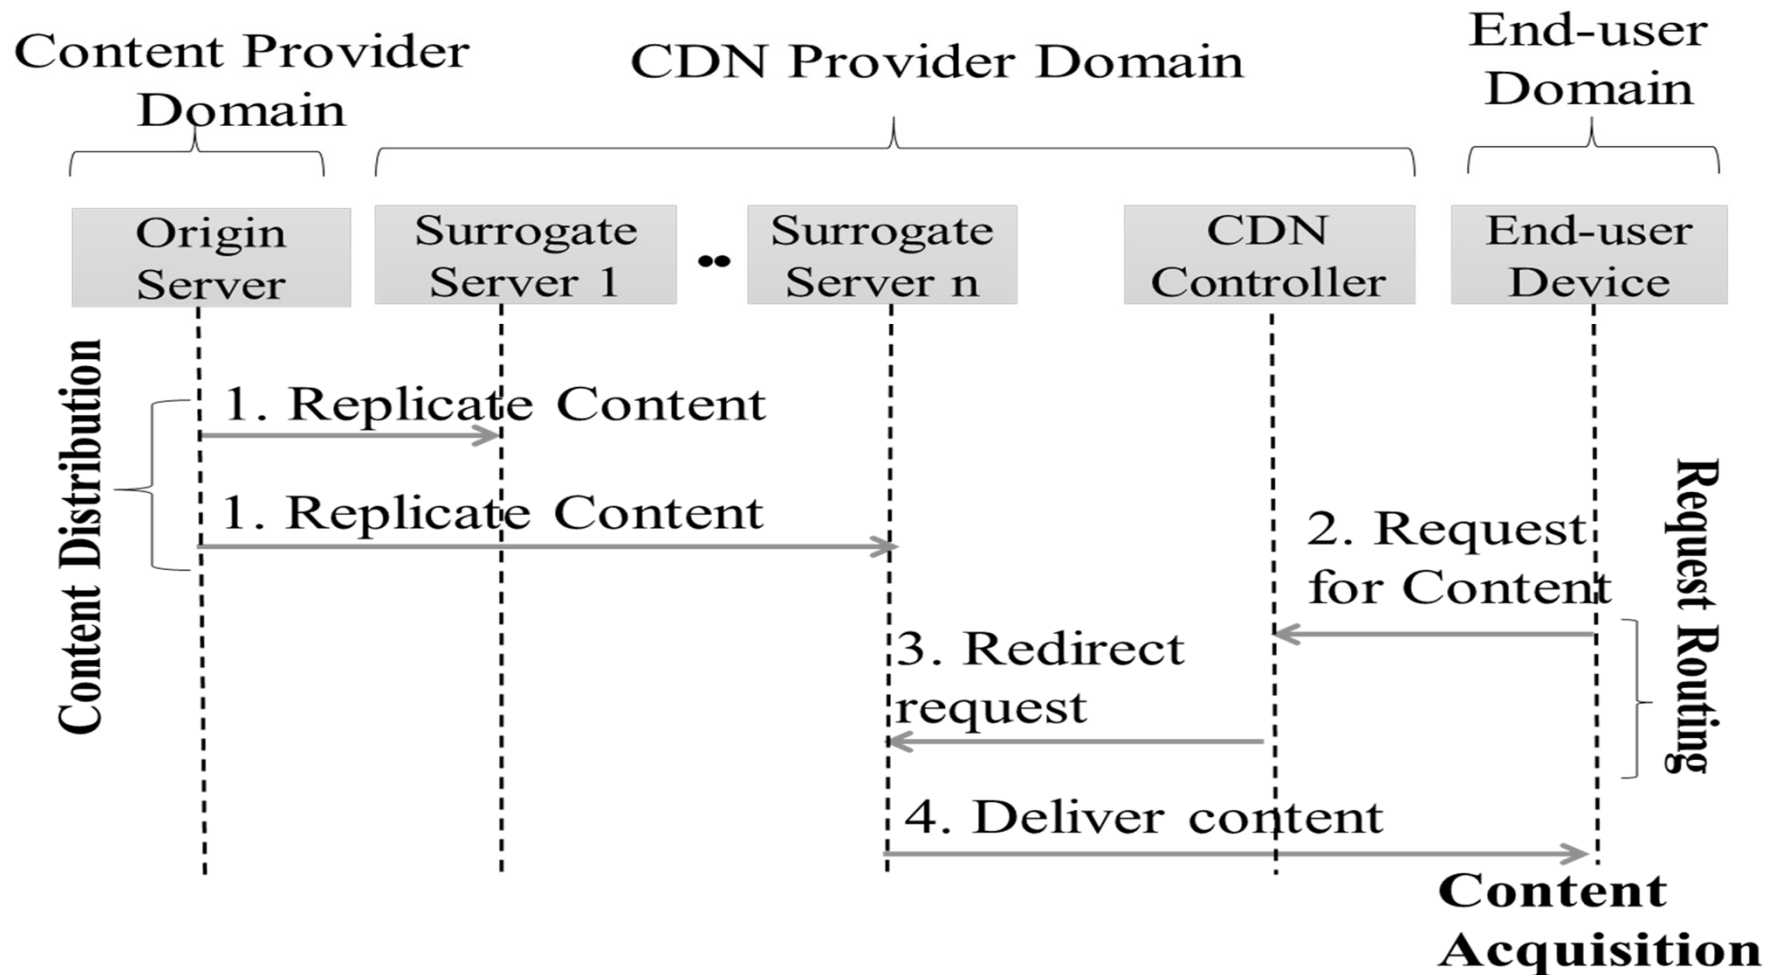 Content Provider
Domain
CDN Provider Domain
End-user
Domain
Origin
Server
Surrogate
Server 1
Surrogate
Server n
CDN
Controller
End-user
Device
Content Distribution
1. Replicate Content
1. Replicate Content
2. Request
for Content
Request Routing
3. Redirect
request
4. Deliver content
Content
Acquisition